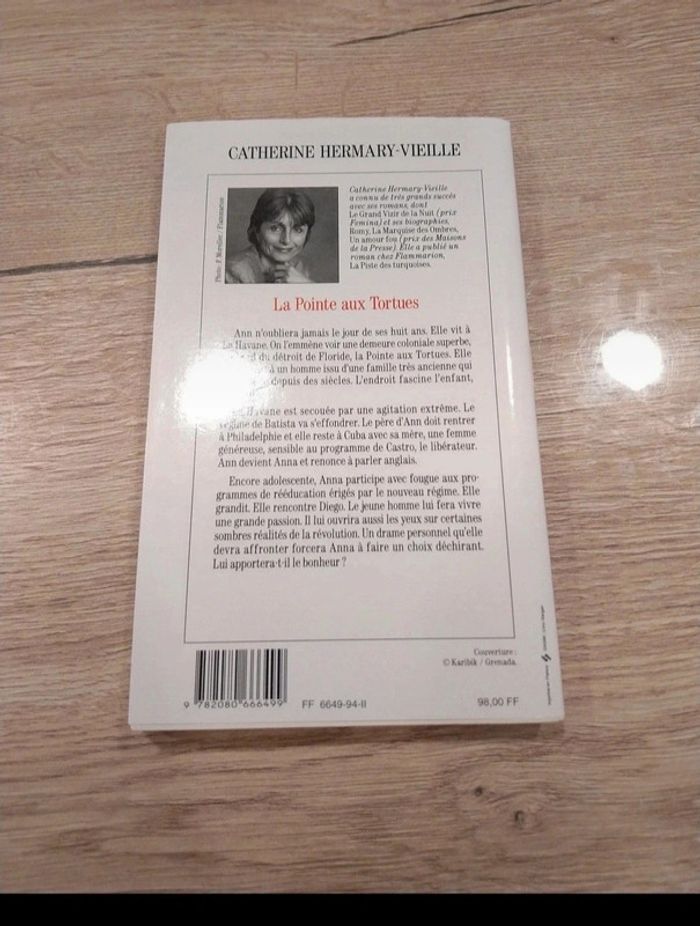 CATHERINE HERMARY-VIEILLE
Photo: F. Morellec / Flammarion
Catherine Hermary-Vieille
a connu de très grands succès
avec ses romans, dont
Le Grand Vizir de la Nuit (prix
Femina) et ses biographies,
Romy, La Marquise des Ombres,
Un amour fou (prix des Maisons
de la Presse). Elle a publié un
roman chez Flammarion,
La Piste des turquoises.
La Pointe aux Tortues
Ann n'oubliera jamais le jour de ses huit ans. Elle vit à
La Havane. On l'emmène voir une demeure coloniale superbe,
du détroit de Floride, la Pointe aux Tortues. Elle
à un homme issu d'une famille très ancienne qui
depuis des siècles. L'endroit fascine l'enfant,
Havane est secouée par une agitation extrême. Le
régime de Batista va s'effondrer. Le père d'Ann doit rentrer
à Philadelphie et elle reste à Cuba avec sa mère, une femme
généreuse, sensible au programme de Castro, le libérateur.
Ann devient Anna et renonce à parler anglais.
Encore adolescente, Anna participe avec fougue aux pro-
grammes de rééducation érigés par le nouveau régime. Elle
grandit. Elle rencontre Diego. Le jeune homme lui fera vivre
une grande passion. Il lui ouvrira aussi les yeux sur certaines
sombres réalités de la révolution. Un drame personnel qu'elle
devra affronter forcera Anna à faire un choix déchirant.
Lui apportera-t-il le bonheur ?
Couverture :
© Karibik / Grenada.
9 782080 666499
FF 6649-94-II
98,00 FF